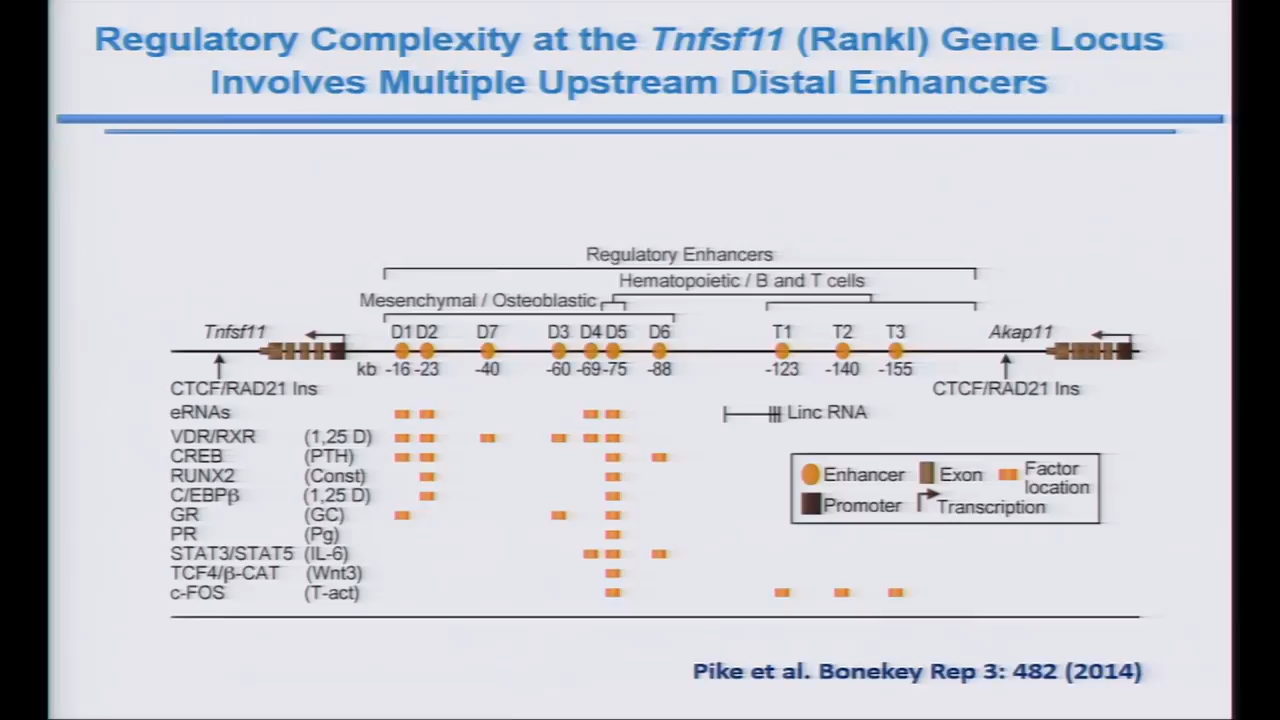 Regulatory Complexity at the Tnfsf11 (Rankl) Gene Locus
Involves Multiple Upstream Distal Enhancers
Regulatory Enhancers
Hematopoietic / B and T cells
Mesenchymal / Osteoblastic
Tnfsf11 D1 D2 D7 D3 D4 D5 D6 T1 T2 T3 Akap11
kb -16 -23 -40 -60 -69 -75 -88 -123 -140 -155
CTCF/RAD21 Ins CTCF/RAD21 Ins
eRNAs Linc RNA
VDR/RXR (1,25 D)
CREB (PTH)
RUNX2 (Const)
C/EBPβ (1,25 D)
GR (GC)
PR (Pg)
STAT3/STAT5 (IL-6)
TCF4/β-CAT (Wnt3)
c-FOS (T-act)
Enhancer Exon Factor
location
Promoter Transcription
Pike et al. Bonekey Rep 3: 482 (2014)